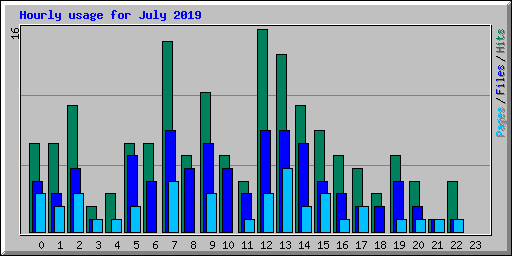 Hourly usage for July 2019
16
Pages / Files / Hits
0 1 2 3 4 5 6 7 8 9 10 11 12 13 14 15 16 17 18 19 20 21 22 23